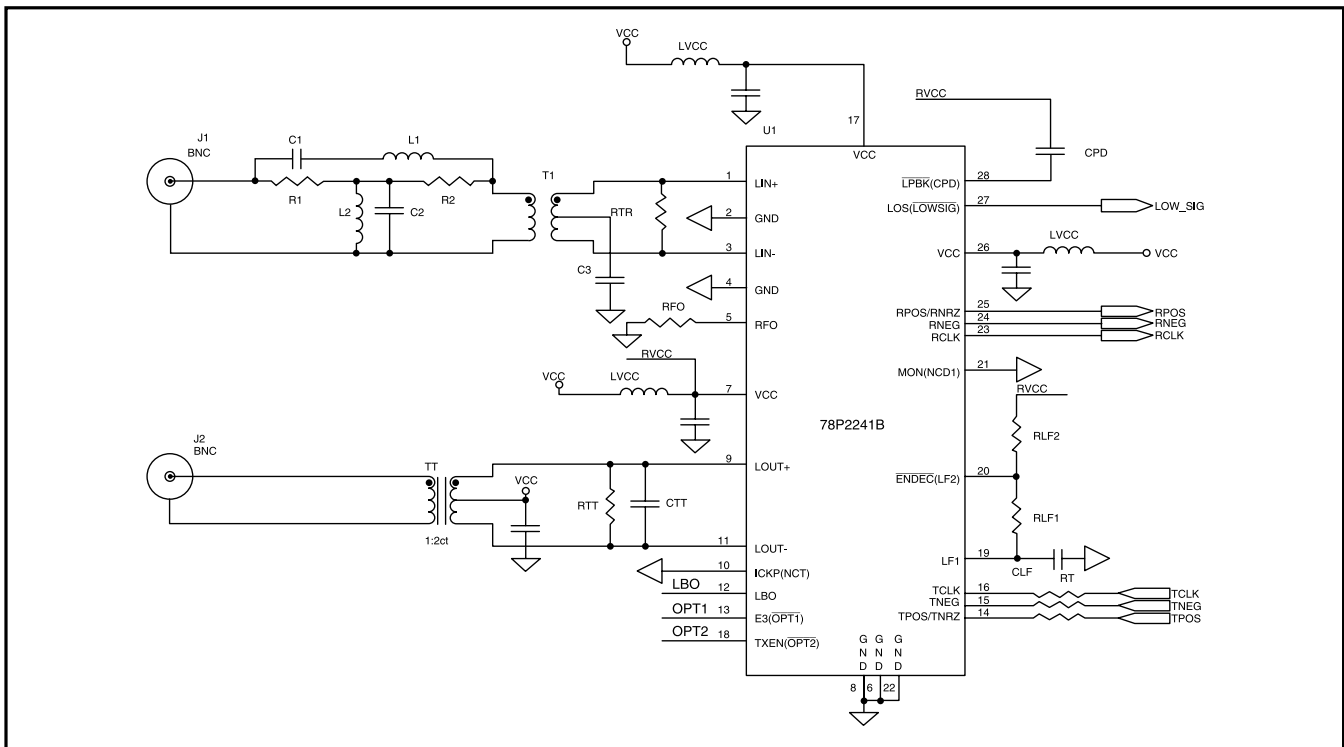 VCC
LVCC
RVCC
17
U1
VCC
CPD
J1
BNC
C1
L1
R1
L2
C2
R2
T1
RTR
C3
1
LIN+
2
GND
3
LIN-
4
GND
RFO
5
RFO
RVCC
VCC
LVCC
7
VCC
78P2241B
J2
BNC
TT
1:2ct
VCC
RTT
CTT
9
LOUT+
11
LOUT-
10
ICKP(NCT)
LBO
12
LBO
OPT1
13
E3(OPT1)
OPT2
18
TXEN(OPT2)
LPBK(CPD)
28
LOS(LOWSIG)
27
LOW_SIG
VCC
26
LVCC
VCC
RPOS/RNRZ
25
RPOS
RNEG
24
RNEG
RCLK
23
RCLK
MON(NCD1)
21
RVCC
RLF2
ENDEC(LF2)
20
RLF1
LF1
19
CLF
RT
TCLK
16
TCLK
TNEG
15
TNEG
TPOS/TNRZ
14
TPOS
GND
GND
GND
8
6
22